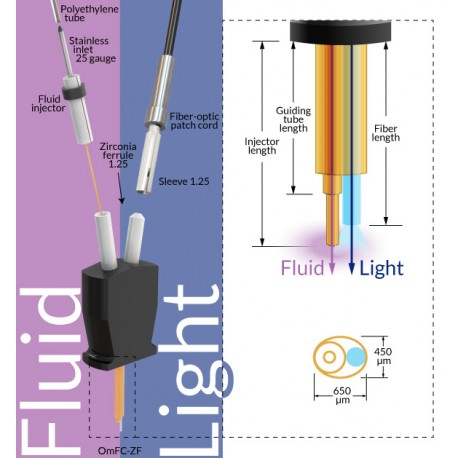 Polyethylene
tube
Stainless
inlet
25 gauge
Fluid
injector
Fiber-optic
patch cord
Zirconia
ferrule
1.25
Sleeve 1.25
Fluid
Light
OmFC-ZF
Injector
length
Guiding
tube
length
Fiber
length
Fluid
Light
450
µm
650
µm